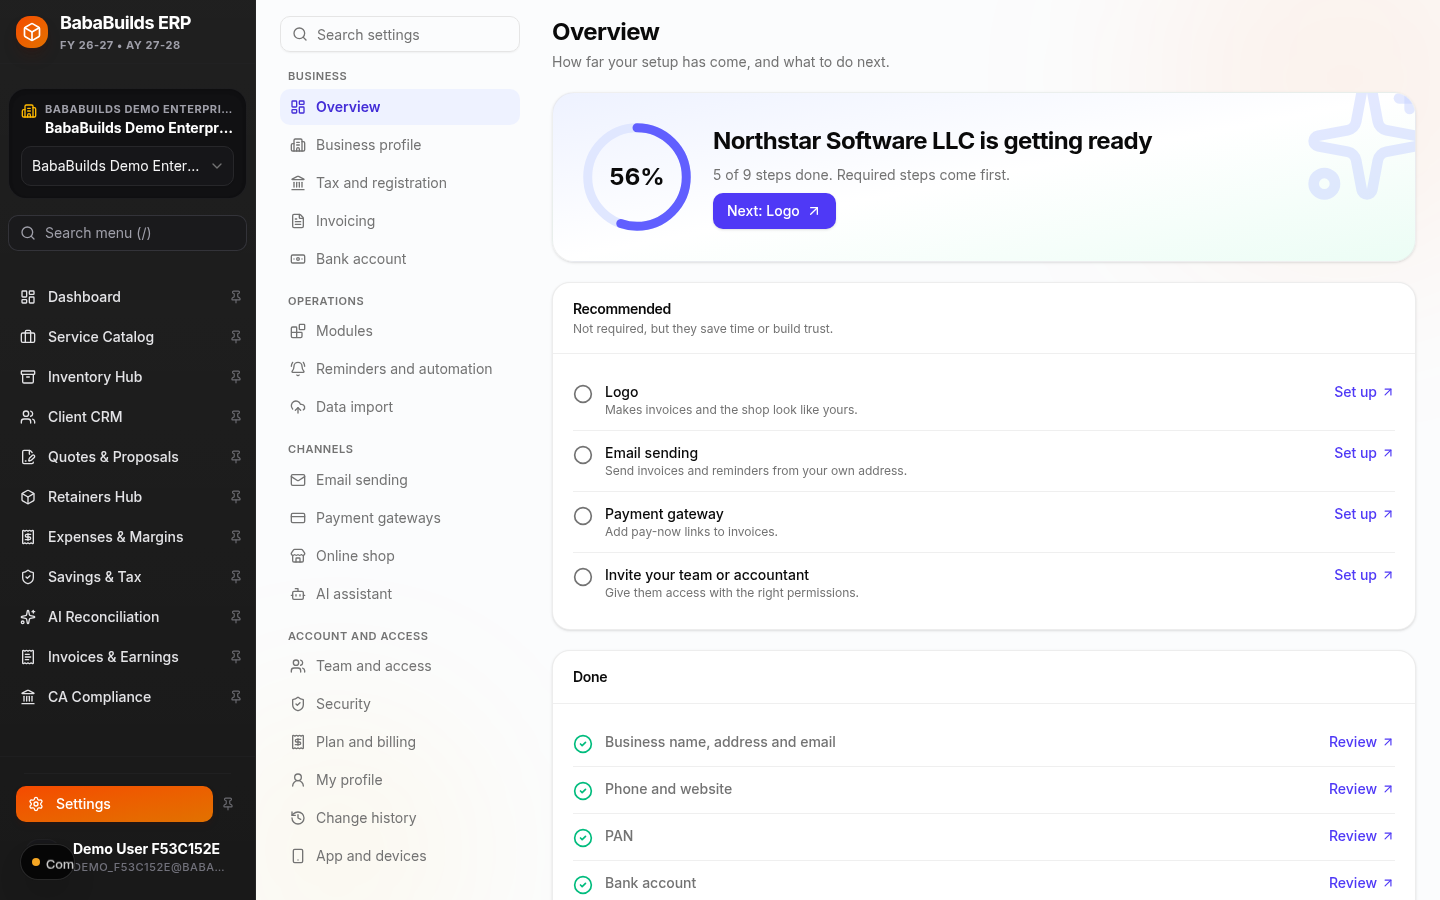 BabaBuilds ERP
FY 26-27 • AY 27-28
BABABUILDS DEMO ENTERPRI...
BabaBuilds Demo Enterpr...
BabaBuilds Demo Enter...
Search menu (/)
Dashboard
Service Catalog
Inventory Hub
Client CRM
Quotes & Proposals
Retainers Hub
Expenses & Margins
Savings & Tax
AI Reconciliation
Invoices & Earnings
CA Compliance
Settings
Com
Demo User F53C152E
DEMO_F53C152E@BABA...
Search settings
BUSINESS
Overview
Business profile
Tax and registration
Invoicing
Bank account
OPERATIONS
Modules
Reminders and automation
Data import
CHANNELS
Email sending
Payment gateways
Online shop
AI assistant
ACCOUNT AND ACCESS
Team and access
Security
Plan and billing
My profile
Change history
App and devices
Overview
How far your setup has come, and what to do next.
56%
Northstar Software LLC is getting ready
5 of 9 steps done. Required steps come first.
Next: Logo
Recommended
Not required, but they save time or build trust.
Logo
Set up
Makes invoices and the shop look like yours.
Email sending
Set up
Send invoices and reminders from your own address.
Payment gateway
Set up
Add pay-now links to invoices.
Invite your team or accountant
Set up
Give them access with the right permissions.
Done
Business name, address and email
Review
Phone and website
Review
PAN
Review
Bank account
Review